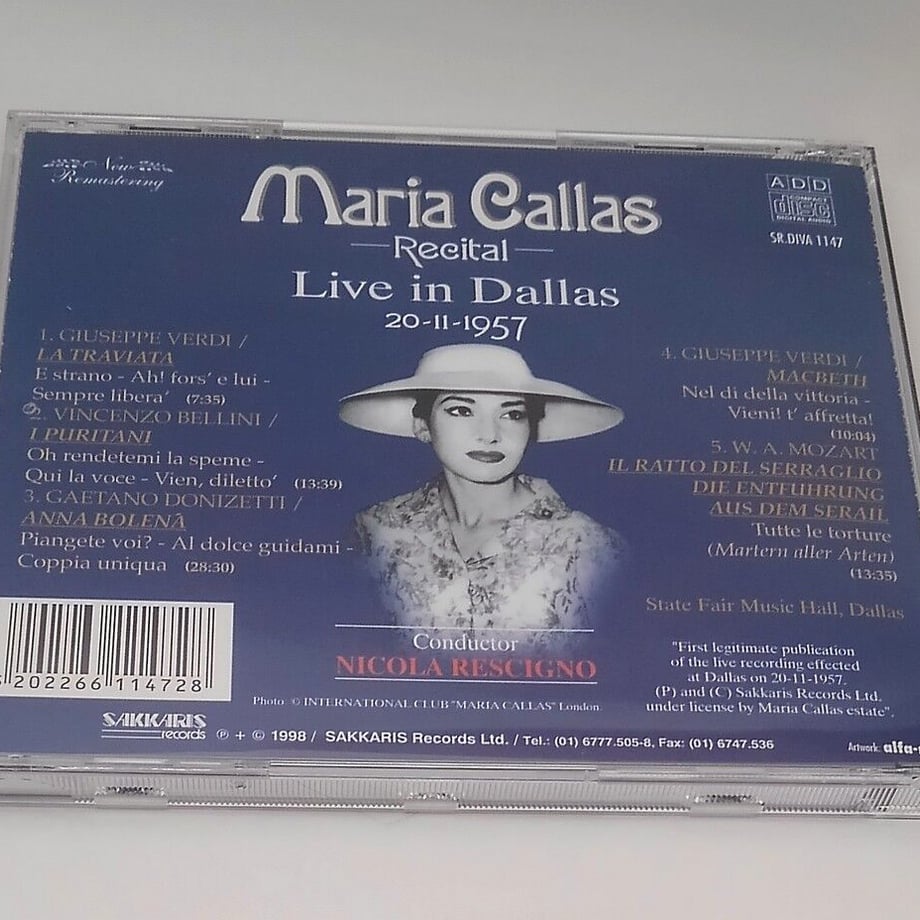 New
Remastering
Maria Callas
Recital
Live in Dallas
20-11-1957
ADD
COMPACT
disc
DIGITAL AUDIO
SR.DIVA 1147
1. GIUSEPPE VERDI /
LA TRAVIATA
E strano - Ah! fors' e lui -
Sempre libera' (7:35)
2. VINCENZO BELLINI /
I PURITANI
Oh rendetemi la speme -
Qui la voce - Vien, diletto' (13:39)
3. GAETANO DONIZETTI /
ANNA BOLENÃ
Piangete voi? - Al dolce guidami -
Coppia uniqua (28:30)
4. GIUSEPPE VERDI /
MACBETH
Nel di della vittoria -
Vieni! t' affretta!
(10:04)
5. W. A. MOZART
IL RATTO DEL SERRAGLIO
DIE ENTFUHRUNG
AUS DEM SERAIL
Tutte le torture
(Martern aller Arten)
(13:35)
State Fair Music Hall, Dallas
Conductor
NICOLA RESCIGNO
"First legitimate publication
of the live recording effected
at Dallas on 20-11-1957.
(P) and (C) Sakkaris Records Ltd.
under license by Maria Callas estate".
202266 114728
Photo © INTERNATIONAL CLUB "MARIA CALLAS" London.
SAKKARIS
records
℗ + © 1998 / SAKKARIS Records Ltd. / Tel.: (01) 6777.505-8, Fax: (01) 6747.536
Artwork: alfa-